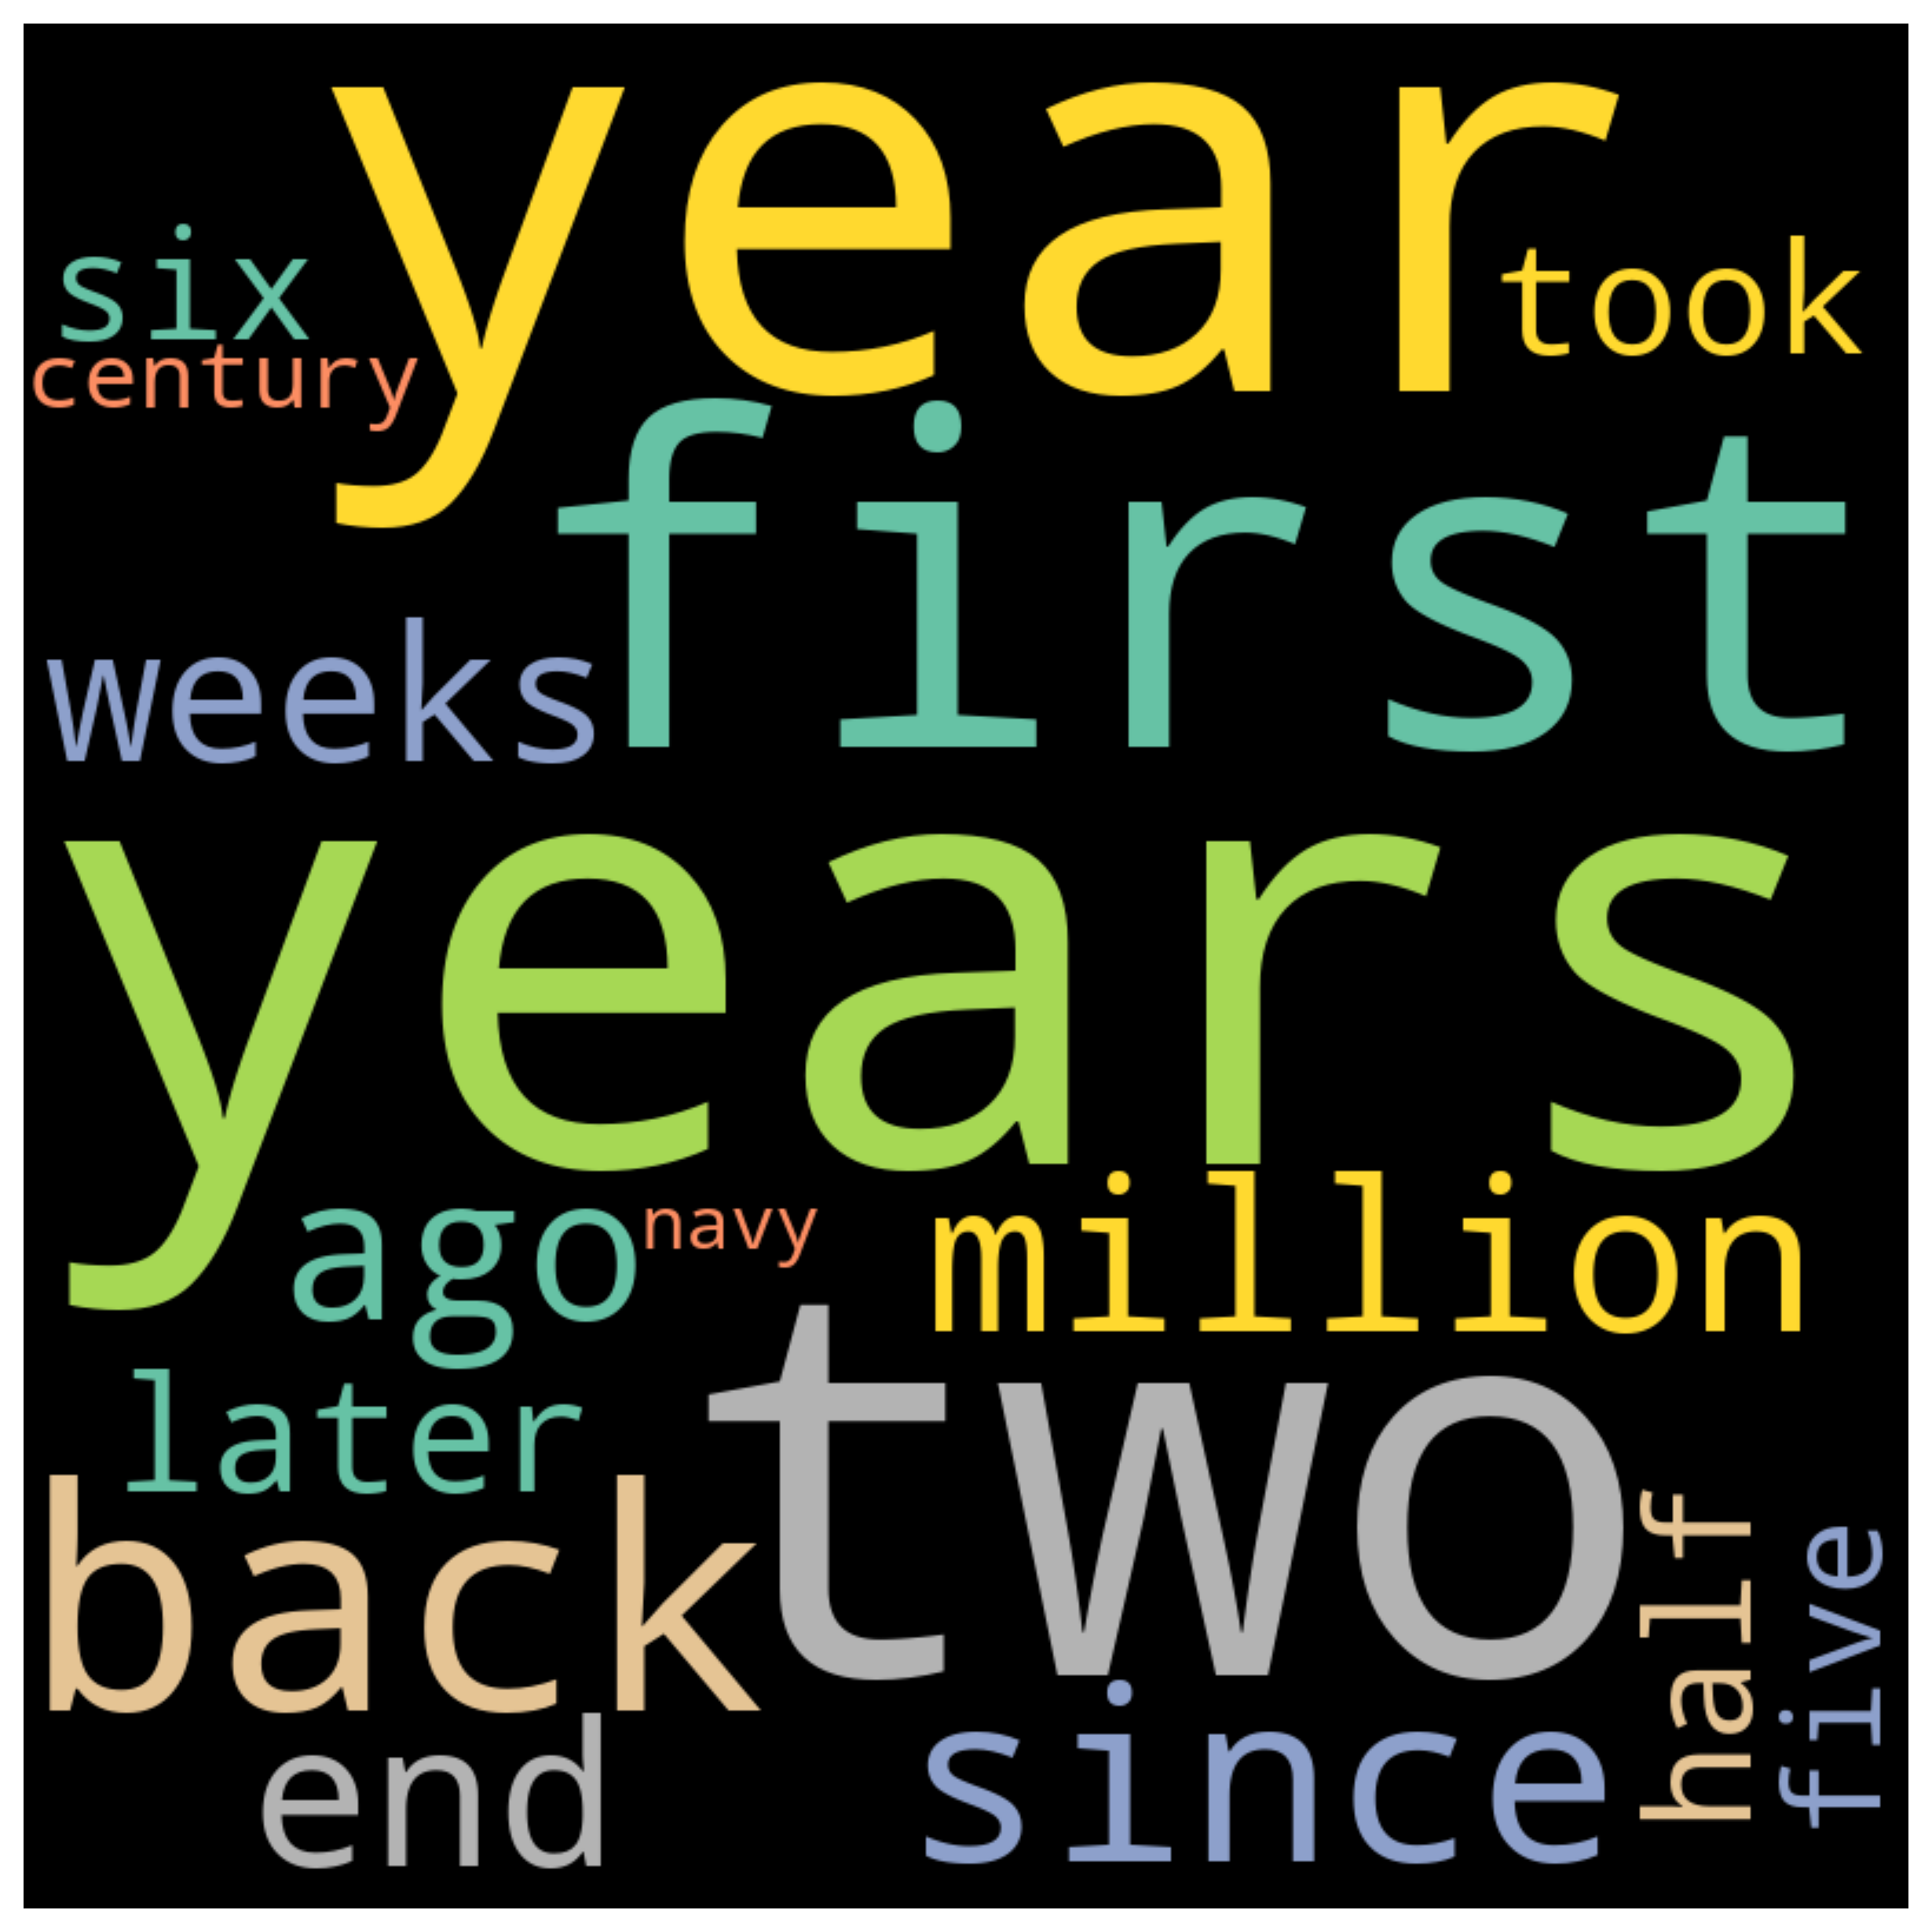 year
six
took
century
first
weeks
years
ago
navy
million
later
two
back
half
five
end
since